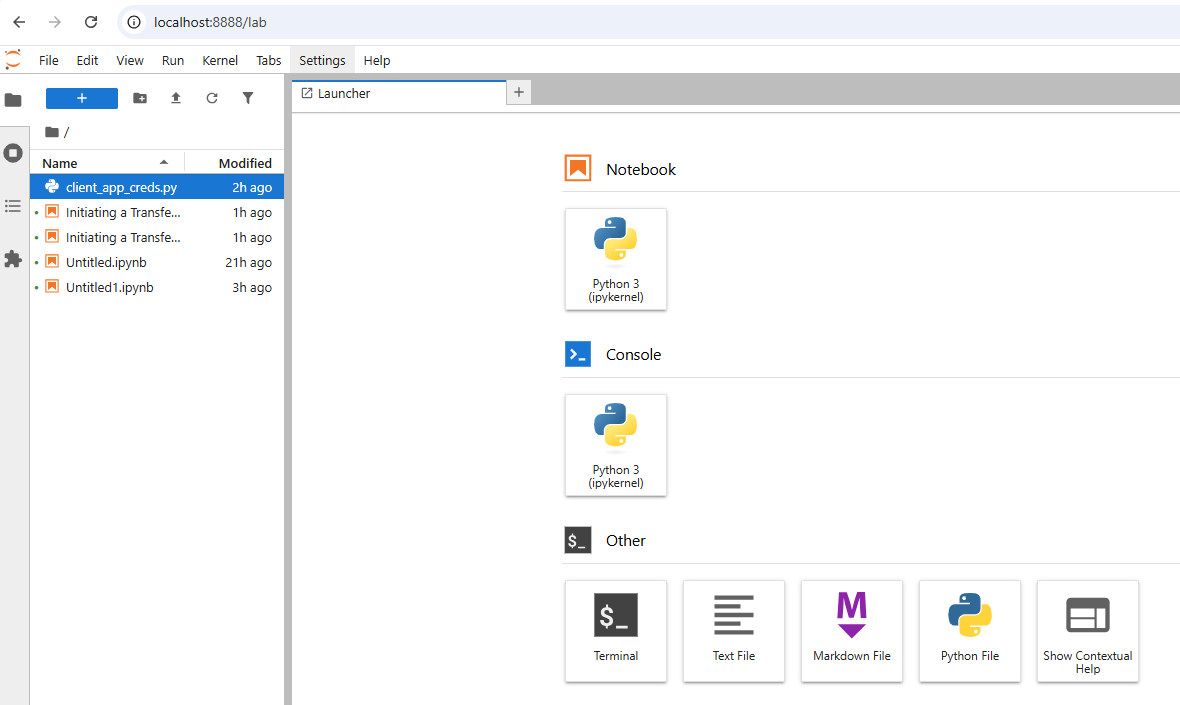 localhost:8888/lab
File Edit View Run Kernel Tabs Settings Help
+
Launcher
+
/
Name Modified
client_app_creds.py 2h ago
Initiating a Transfe... 1h ago
Initiating a Transfe... 1h ago
Untitled.ipynb 21h ago
Untitled1.ipynb 3h ago
Notebook
Python 3
(ipykernel)
Console
Python 3
(ipykernel)
$_ Other
$_
Terminal
Text File
M
Markdown File
Python File
Show Contextual
Help